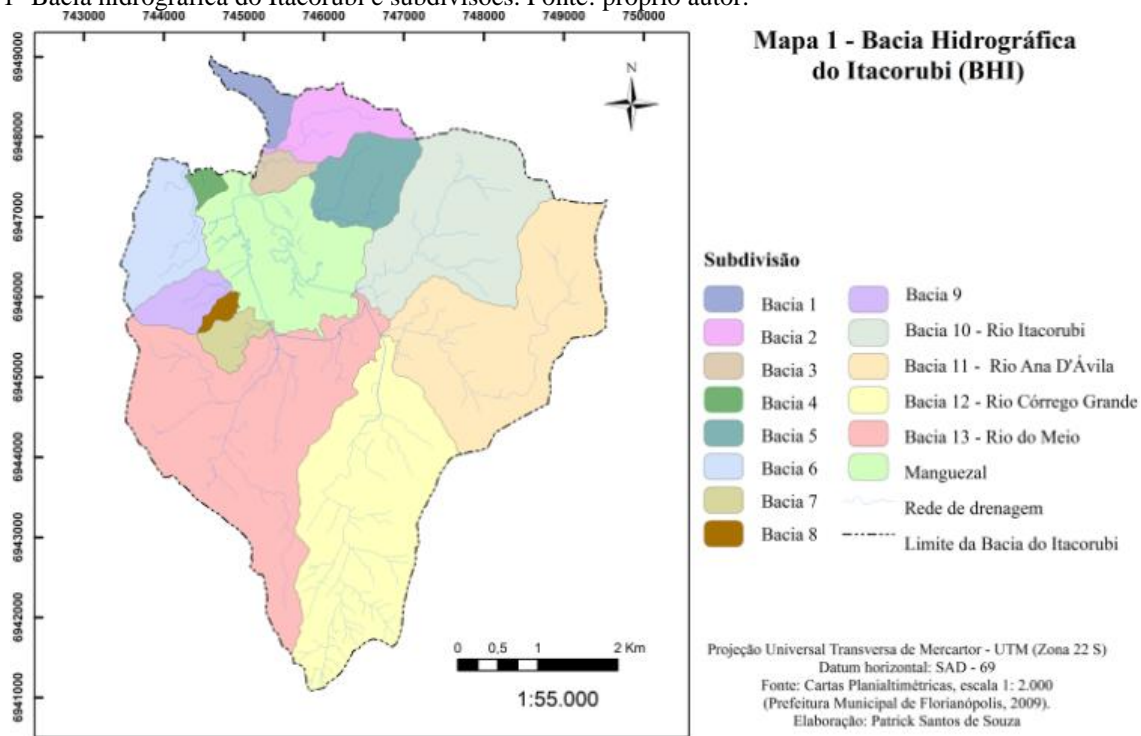 1- Bacia hidrográfica do Itacorubi e subdivisões. Fonte: próprio autor.
743000 744000 745000 746000 747000 748000 749000 750000
6949000
6948000
6947000
6946000
6945000
6944000
6943000
6942000
6941000
N
0 0,5 1 2 Km
1:55.000
Mapa 1 - Bacia Hidrográfica
do Itacorubi (BHI)
Subdivisão
Bacia 1
Bacia 2
Bacia 3
Bacia 4
Bacia 5
Bacia 6
Bacia 7
Bacia 8
Bacia 9
Bacia 10 - Rio Itacorubi
Bacia 11 - Rio Ana D'Ávila
Bacia 12 - Rio Córrego Grande
Bacia 13 - Rio do Meio
Manguezal
Rede de drenagem
Limite da Bacia do Itacorubi
Projeção Universal Transversa de Mercartor - UTM (Zona 22 S)
Datum horizontal: SAD - 69
Fonte: Cartas Planialtimétricas, escala 1: 2.000
(Prefeitura Municipal de Florianópolis, 2009).
Elaboração: Patrick Santos de Souza